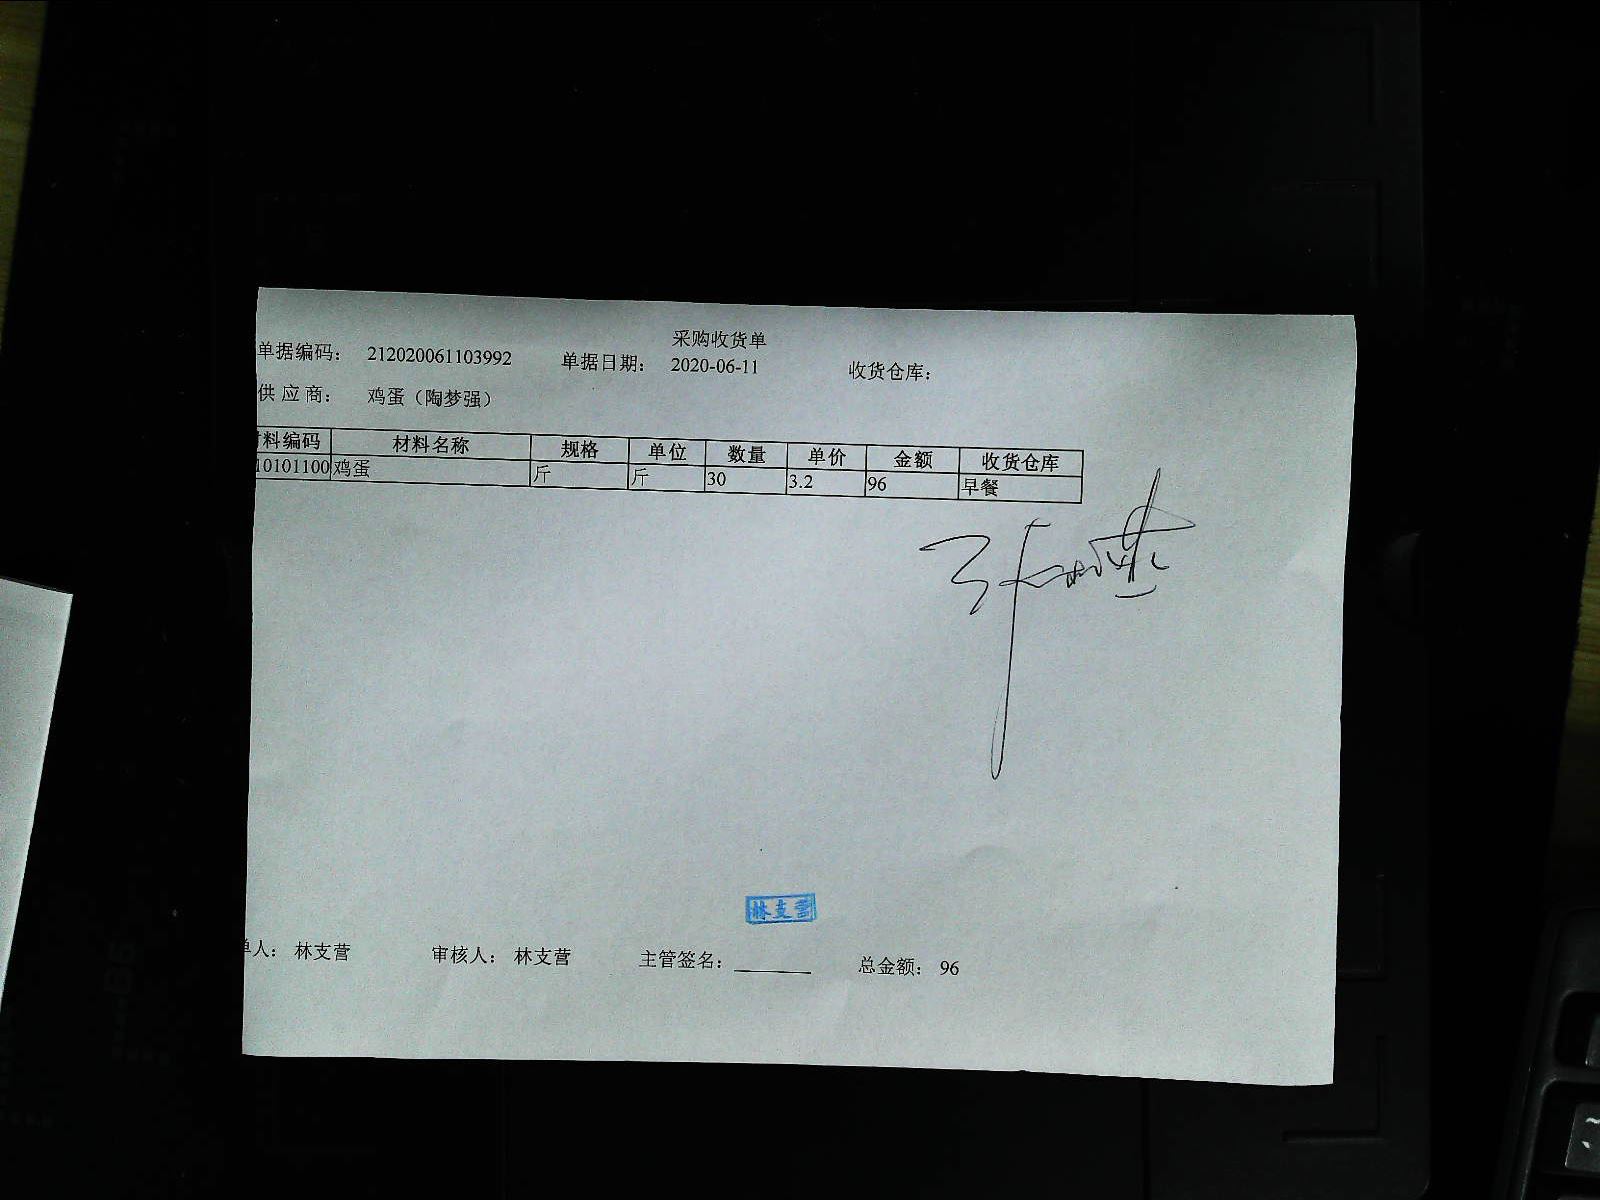 采购收货单
单据编码： 212020061103992 单据日期： 2020-06-11 收货仓库：
供 应 商： 鸡蛋（陶梦强）
料编码 材料名称 规格 单位 数量 单价 金额 收货仓库
10101100 鸡蛋 斤 斤 30 3.2 96 早餐
林支营
单人： 林支营 审核人： 林支营 主管签名： 总金额： 96